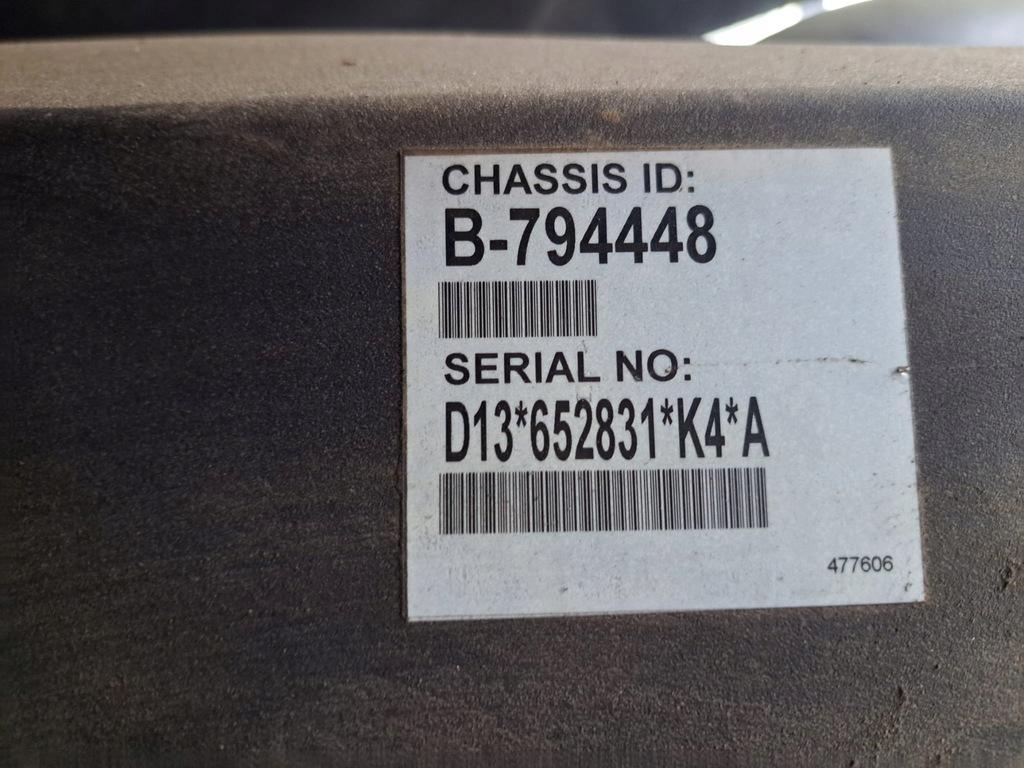 CHASSIS ID:
B-794448
SERIAL NO:
D13*652831*K4*A
477606